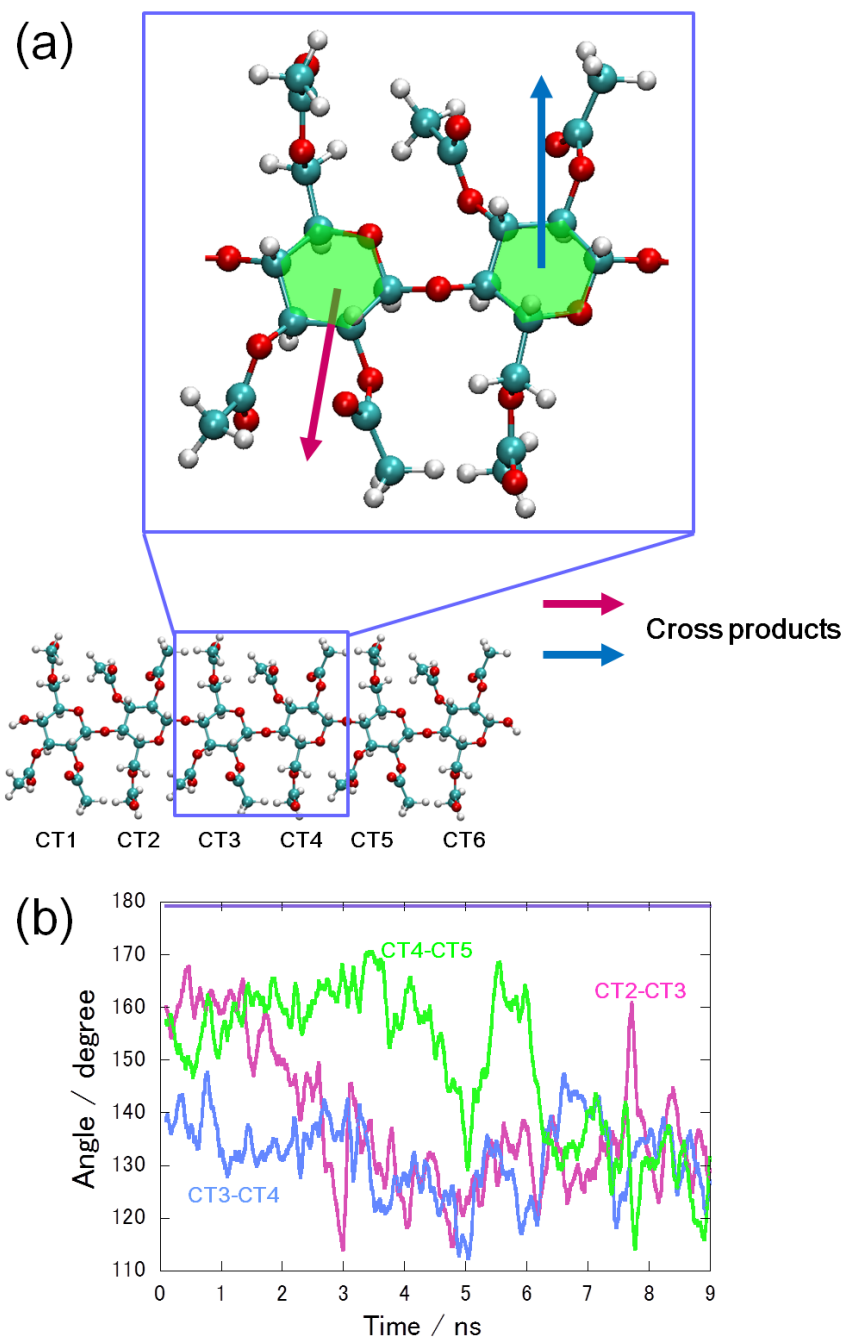 (a)
Cross products
CT1 CT2 CT3 CT4 CT5 CT6
(b)
Angle / degree
180
170
160
150
140
130
120
110
CT4-CT5
CT2-CT3
CT3-CT4
0 1 2 3 4 5 6 7 8 9
Time / ns